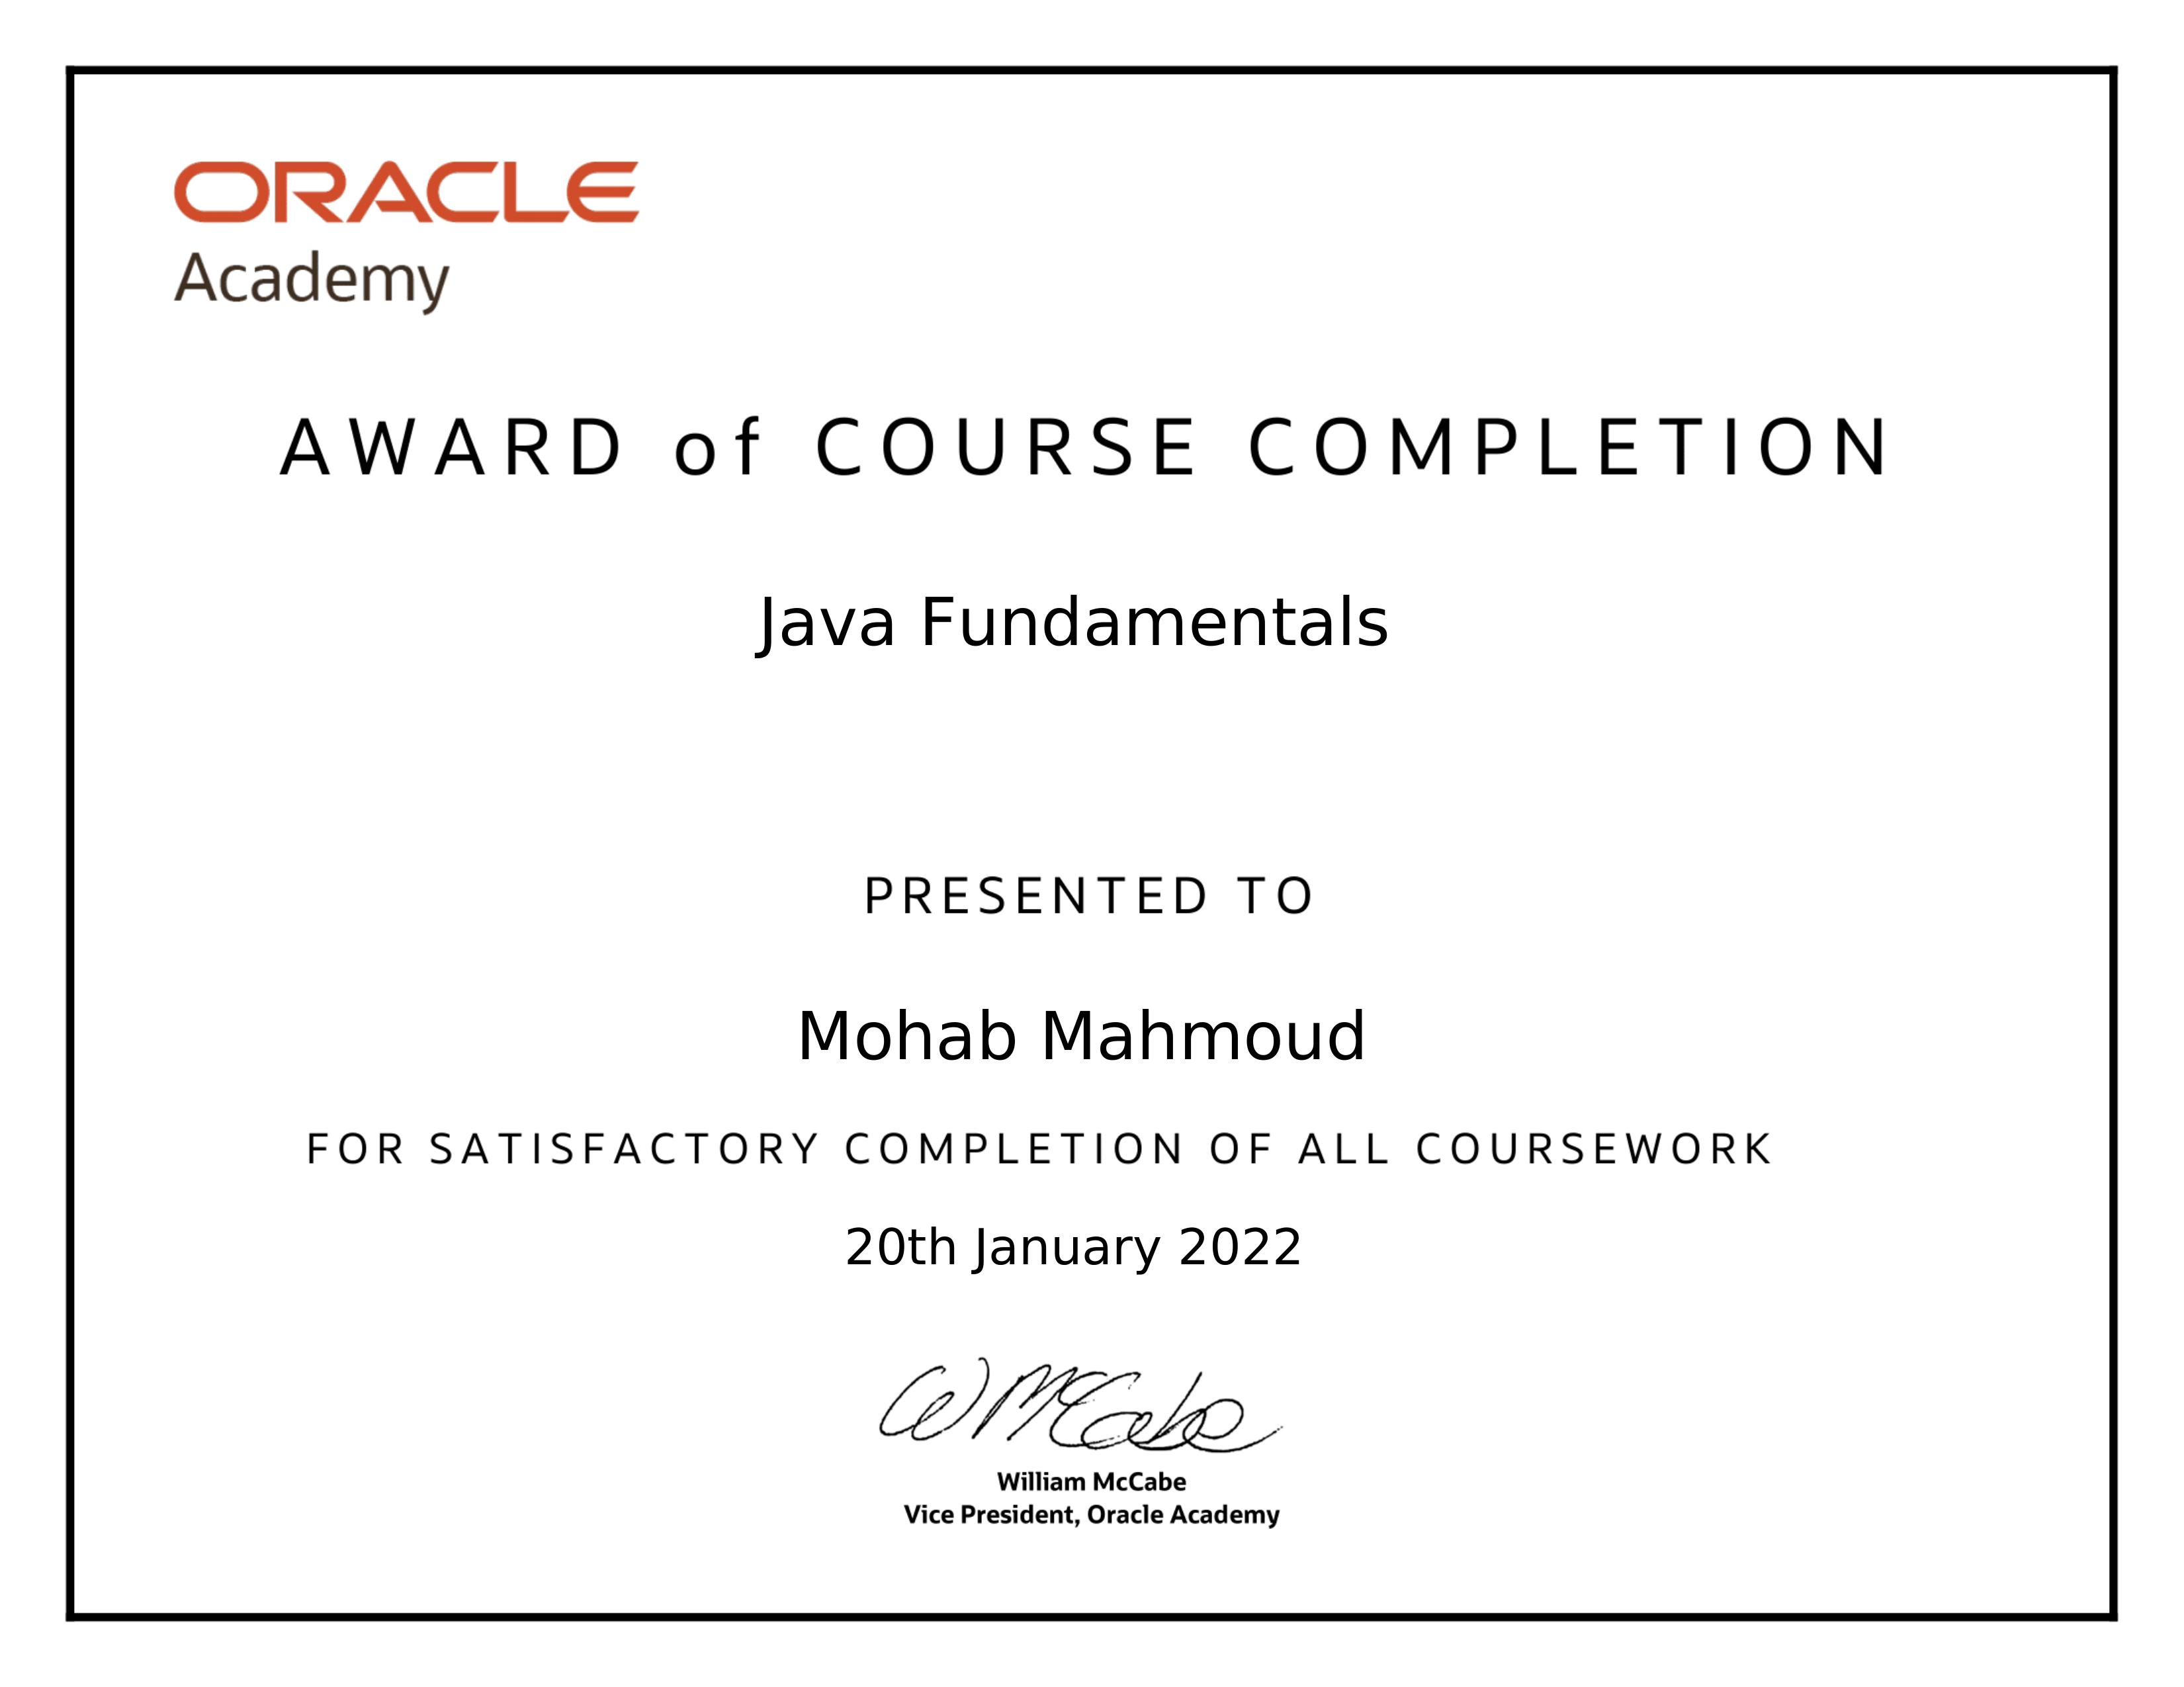 ORACLE
Academy
AWARD of COURSE COMPLETION
Java Fundamentals
PRESENTED TO
Mohab Mahmoud
FOR SATISFACTORY COMPLETION OF ALL COURSEWORK
20th January 2022
W McCabe
William McCabe
Vice President, Oracle Academy